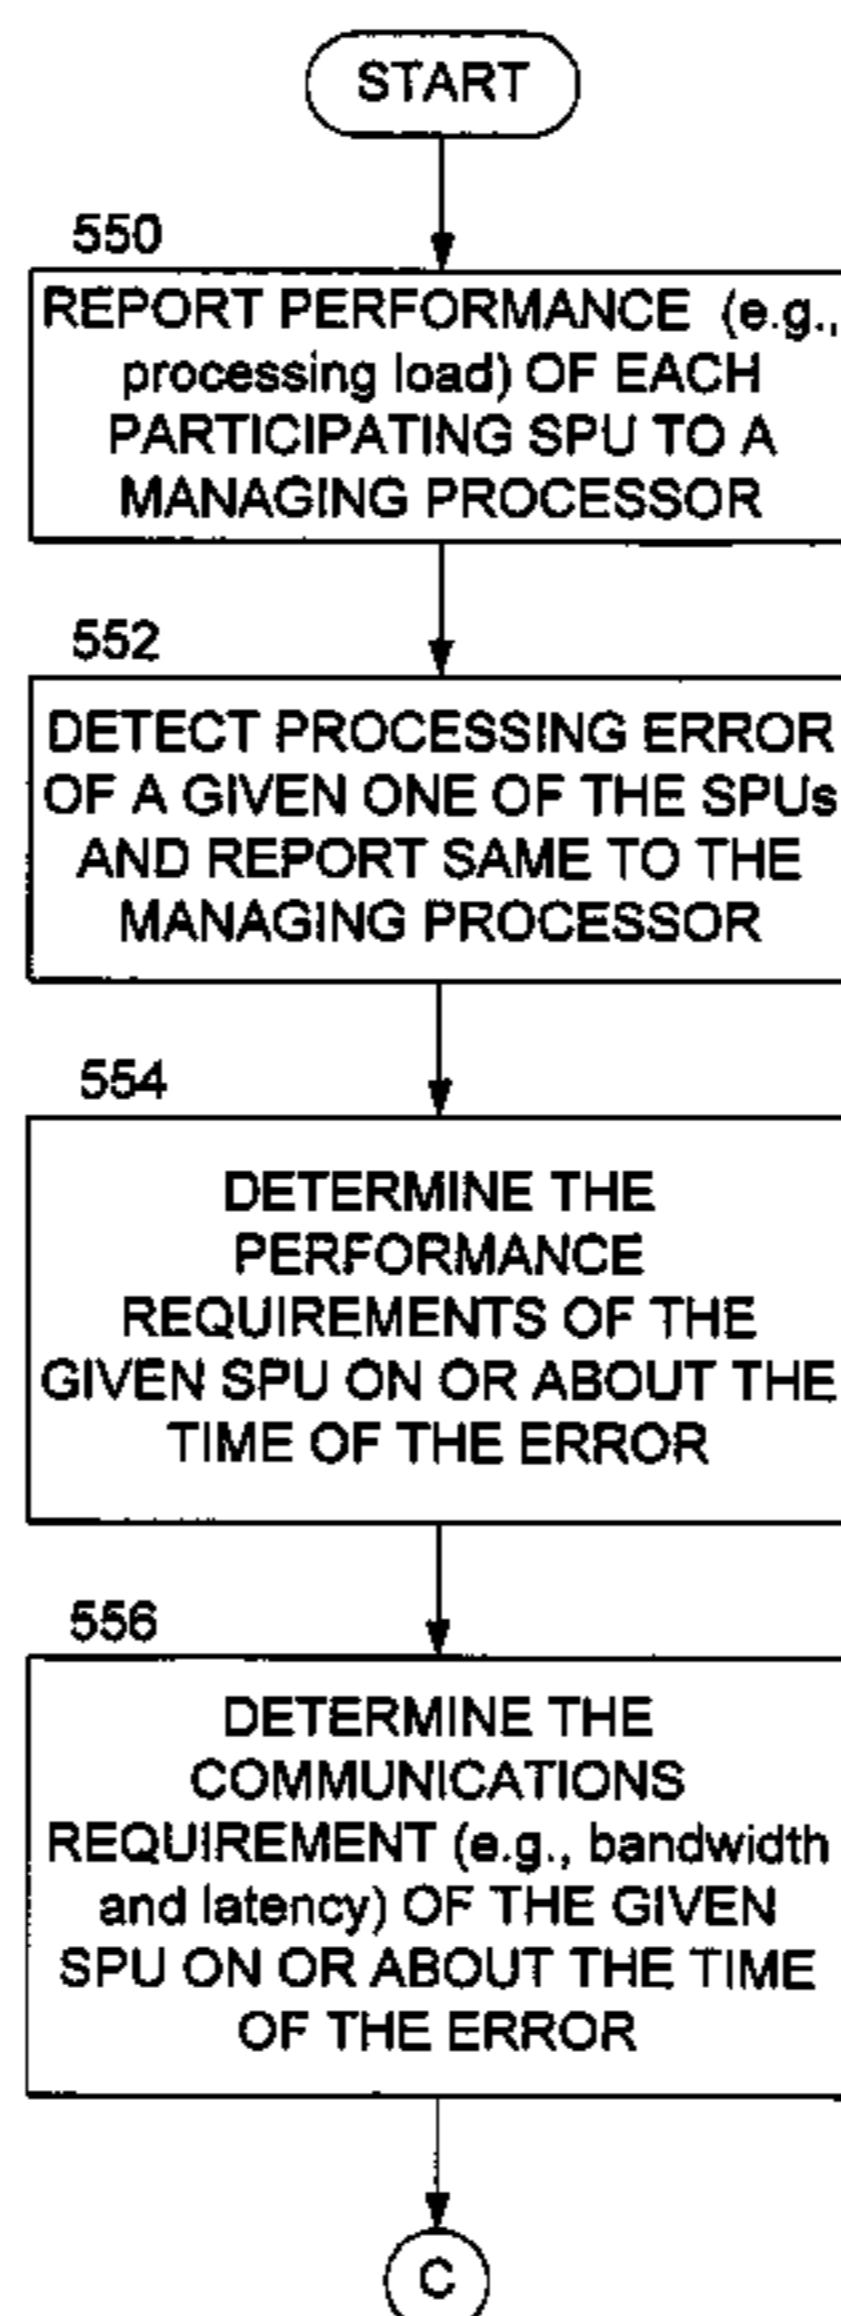 START
550
REPORT PERFORMANCE (e.g.,
processing load) OF EACH
PARTICIPATING SPU TO A
MANAGING PROCESSOR
552
DETECT PROCESSING ERROR
OF A GIVEN ONE OF THE SPUs
AND REPORT SAME TO THE
MANAGING PROCESSOR
554
DETERMINE THE
PERFORMANCE
REQUIREMENTS OF THE
GIVEN SPU ON OR ABOUT THE
TIME OF THE ERROR
556
DETERMINE THE
COMMUNICATIONS
REQUIREMENT (e.g., bandwidth
and latency) OF THE GIVEN
SPU ON OR ABOUT THE TIME
OF THE ERROR
C